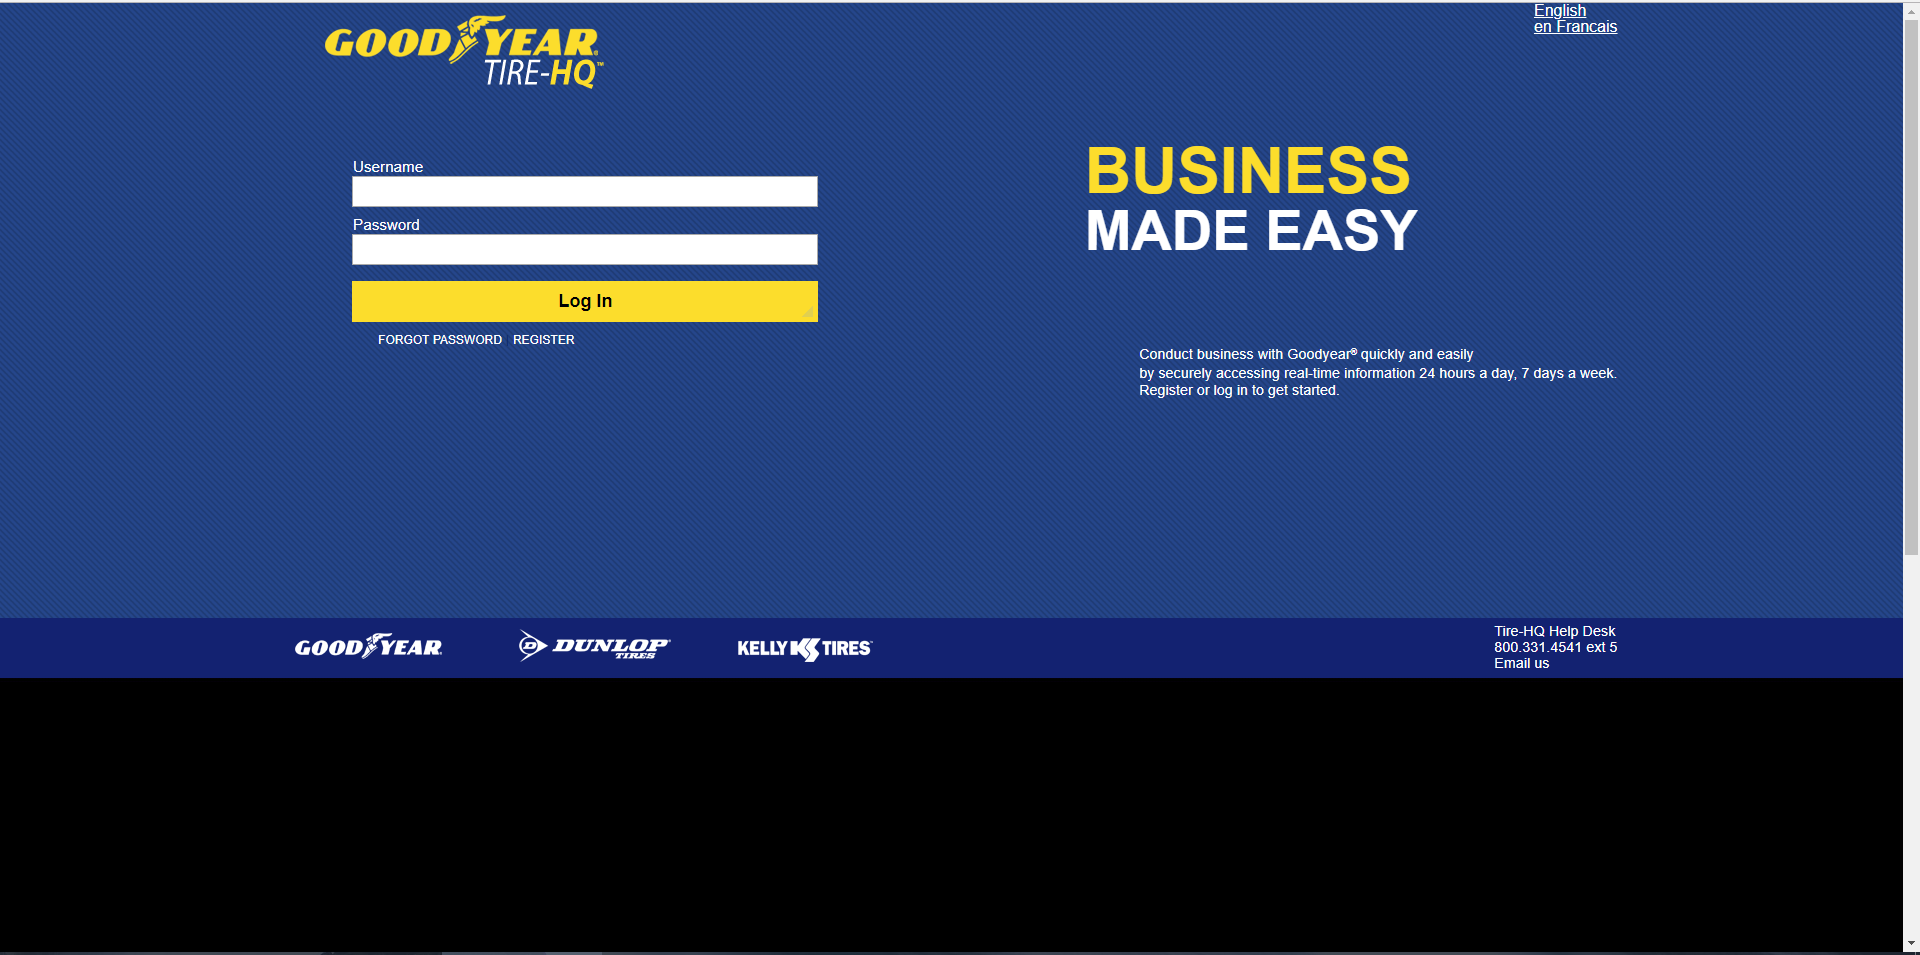 GOODYEAR®
TIRE-HQ™
English
en Francais
Username
Password
Log In
FORGOT PASSWORD | REGISTER
BUSINESS
MADE EASY
Conduct business with Goodyear® quickly and easily
by securely accessing real-time information 24 hours a day, 7 days a week.
Register or log in to get started.
GOODYEAR
DUNLOP
TIRES
KELLY TIRES
Tire-HQ Help Desk
800.331.4541 ext 5
Email us